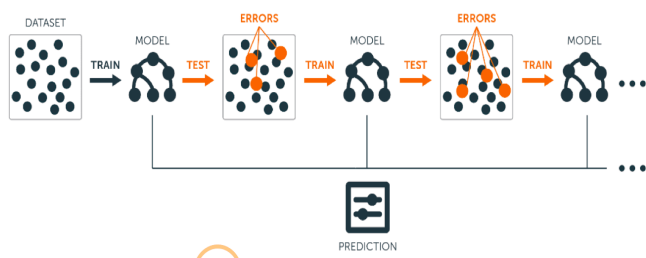 DATASET
TRAIN
MODEL
TEST
ERRORS
TRAIN
MODEL
TEST
ERRORS
TRAIN
MODEL
PREDICTION